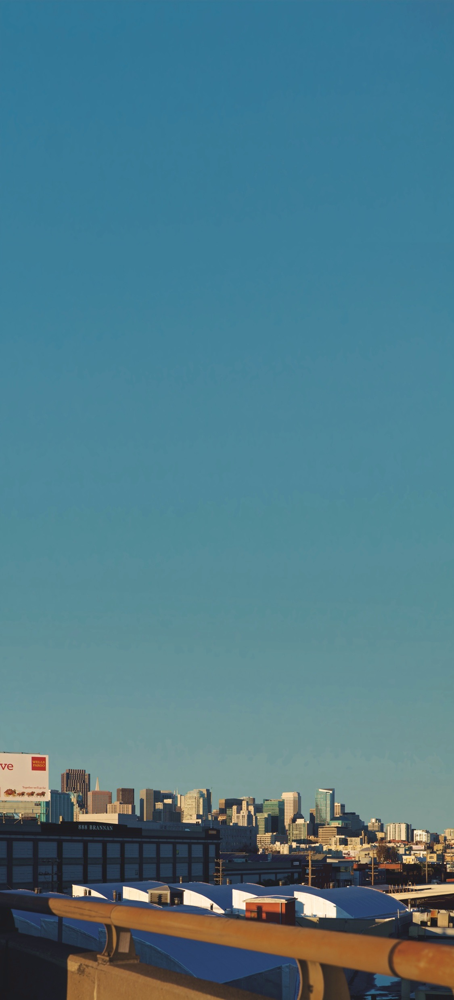 ve
WELLS
FARGO
Together we'll go far
888 BRANNAN